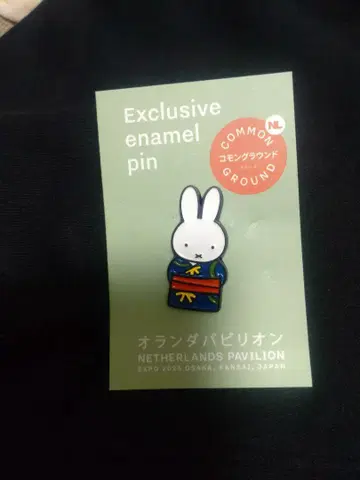 Exclusive
enamel
pin
NL
COMMON
コモングラウンド
GROUND
オランダパビリオン
NETHERLANDS PAVILION
EXPO 2025 OSAKA, KANSAI, JAPAN